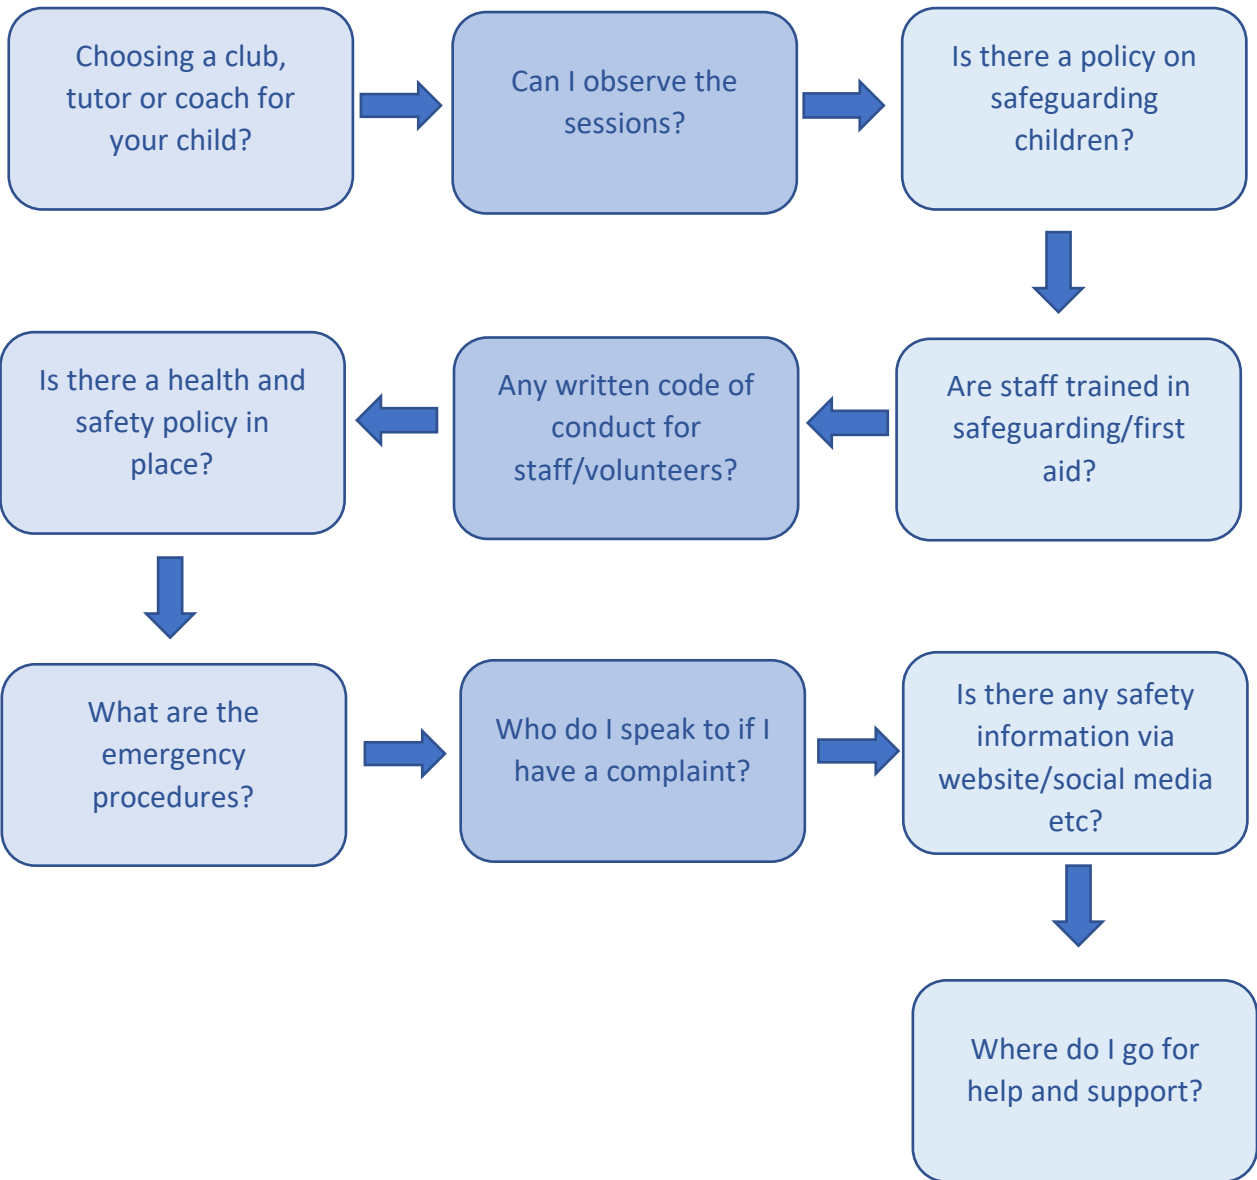 Choosing a club,
tutor or coach for
your child?
Can I observe the
sessions?
Is there a policy on
safeguarding
children?
Are staff trained in
safeguarding/first
aid?
Any written code of
conduct for
staff/volunteers?
Is there a health and
safety policy in
place?
What are the
emergency
procedures?
Who do I speak to if I
have a complaint?
Is there any safety
information via
website/social media
etc?
Where do I go for
help and support?